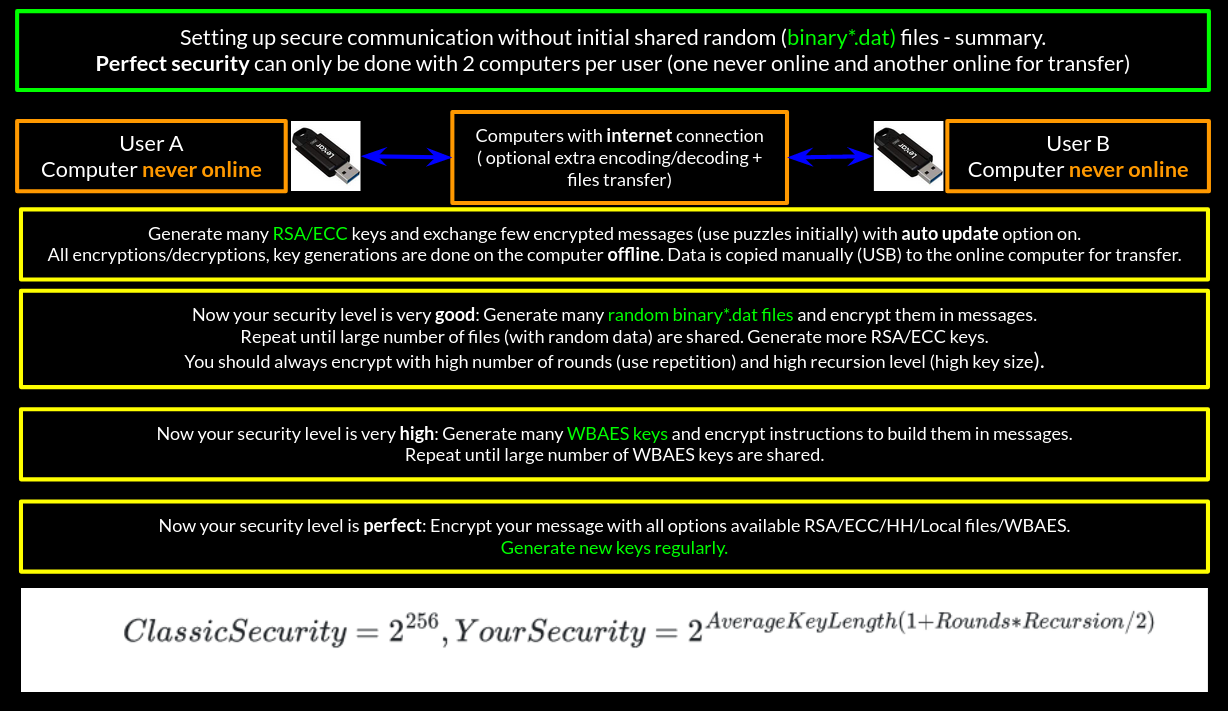 Setting up secure communication without initial shared random (binary*.dat) files - summary.
Perfect security can only be done with 2 computers per user (one never online and another online for transfer)
User A
Computer never online
Lexar
Computers with internet connection
( optional extra encoding/decoding +
files transfer)
Lexar
User B
Computer never online
Generate many RSA/ECC keys and exchange few encrypted messages (use puzzles initially) with auto update option on.
All encryptions/decryptions, key generations are done on the computer offline. Data is copied manually (USB) to the online computer for transfer.
Now your security level is very good: Generate many random binary*.dat files and encrypt them in messages.
Repeat until large number of files (with random data) are shared. Generate more RSA/ECC keys.
You should always encrypt with high number of rounds (use repetition) and high recursion level (high key size).
Now your security level is very high: Generate many WBAES keys and encrypt instructions to build them in messages.
Repeat until large number of WBAES keys are shared.
Now your security level is perfect: Encrypt your message with all options available RSA/ECC/HH/Local files/WBAES.
Generate new keys regularly.
ClassicSecurity = 2^256, YourSecurity = 2^AverageKeyLength(1+Rounds*Recursion/2)